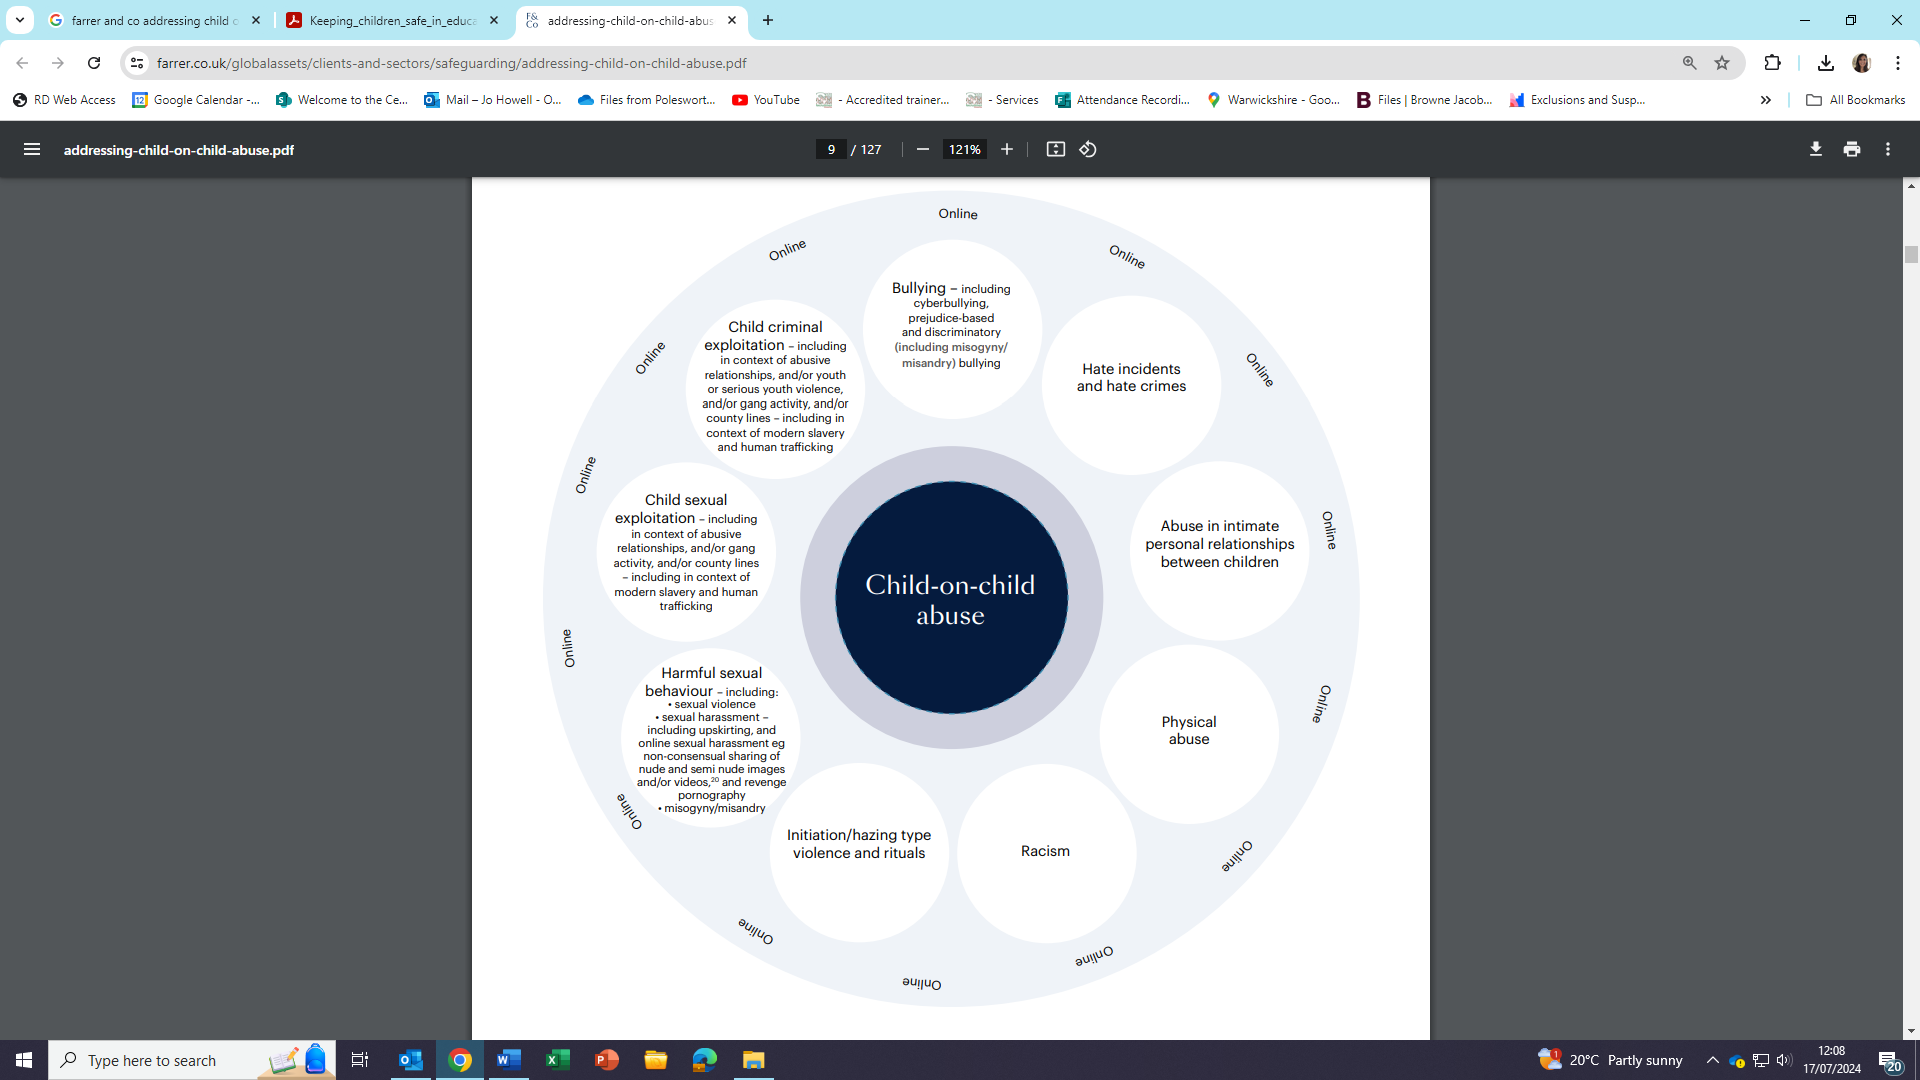 farrer and co addressing child o
Keeping_children_safe_in_educa
F&
Co
addressing-child-on-child-abus
farrer.co.uk/globalassets/clients-and-sectors/safeguarding/addressing-child-on-child-abuse.pdf
RD Web Access
12
Google Calendar -...
Welcome to the Ce...
Mail – Jo Howell - O...
Files from Poleswort...
YouTube
- Accredited trainer...
- Services
Attendance Recordi...
Warwickshire - Goo...
Files | Browne Jacob...
Exclusions and Susp...
All Bookmarks
addressing-child-on-child-abuse.pdf
9 / 127
121%
Online
Online
Online
Online
Online
Online
Online
Online
Online
Online
Online
Online
Online
Online
Bullying – including
cyberbullying,
prejudice-based
and discriminatory
(including misogyny/
misandry) bullying
Hate incidents
and hate crimes
Abuse in intimate
personal relationships
between children
Physical
abuse
Racism
Initiation/hazing type
violence and rituals
Harmful sexual
behaviour – including:
• sexual violence
• sexual harassment –
including upskirting, and
online sexual harassment eg
non-consensual sharing of
nude and semi nude images
and/or videos,20 and revenge
pornography
• misogyny/misandry
Child sexual
exploitation – including
in context of abusive
relationships, and/or gang
activity, and/or county lines
– including in context of
modern slavery and human
trafficking
Child criminal
exploitation – including
in context of abusive
relationships, and/or youth
or serious youth violence,
and/or gang activity, and/or
county lines – including in
context of modern slavery
and human trafficking
Child-on-child
abuse
Type here to search
1
20°C Partly sunny
12:08
17/07/2024
20